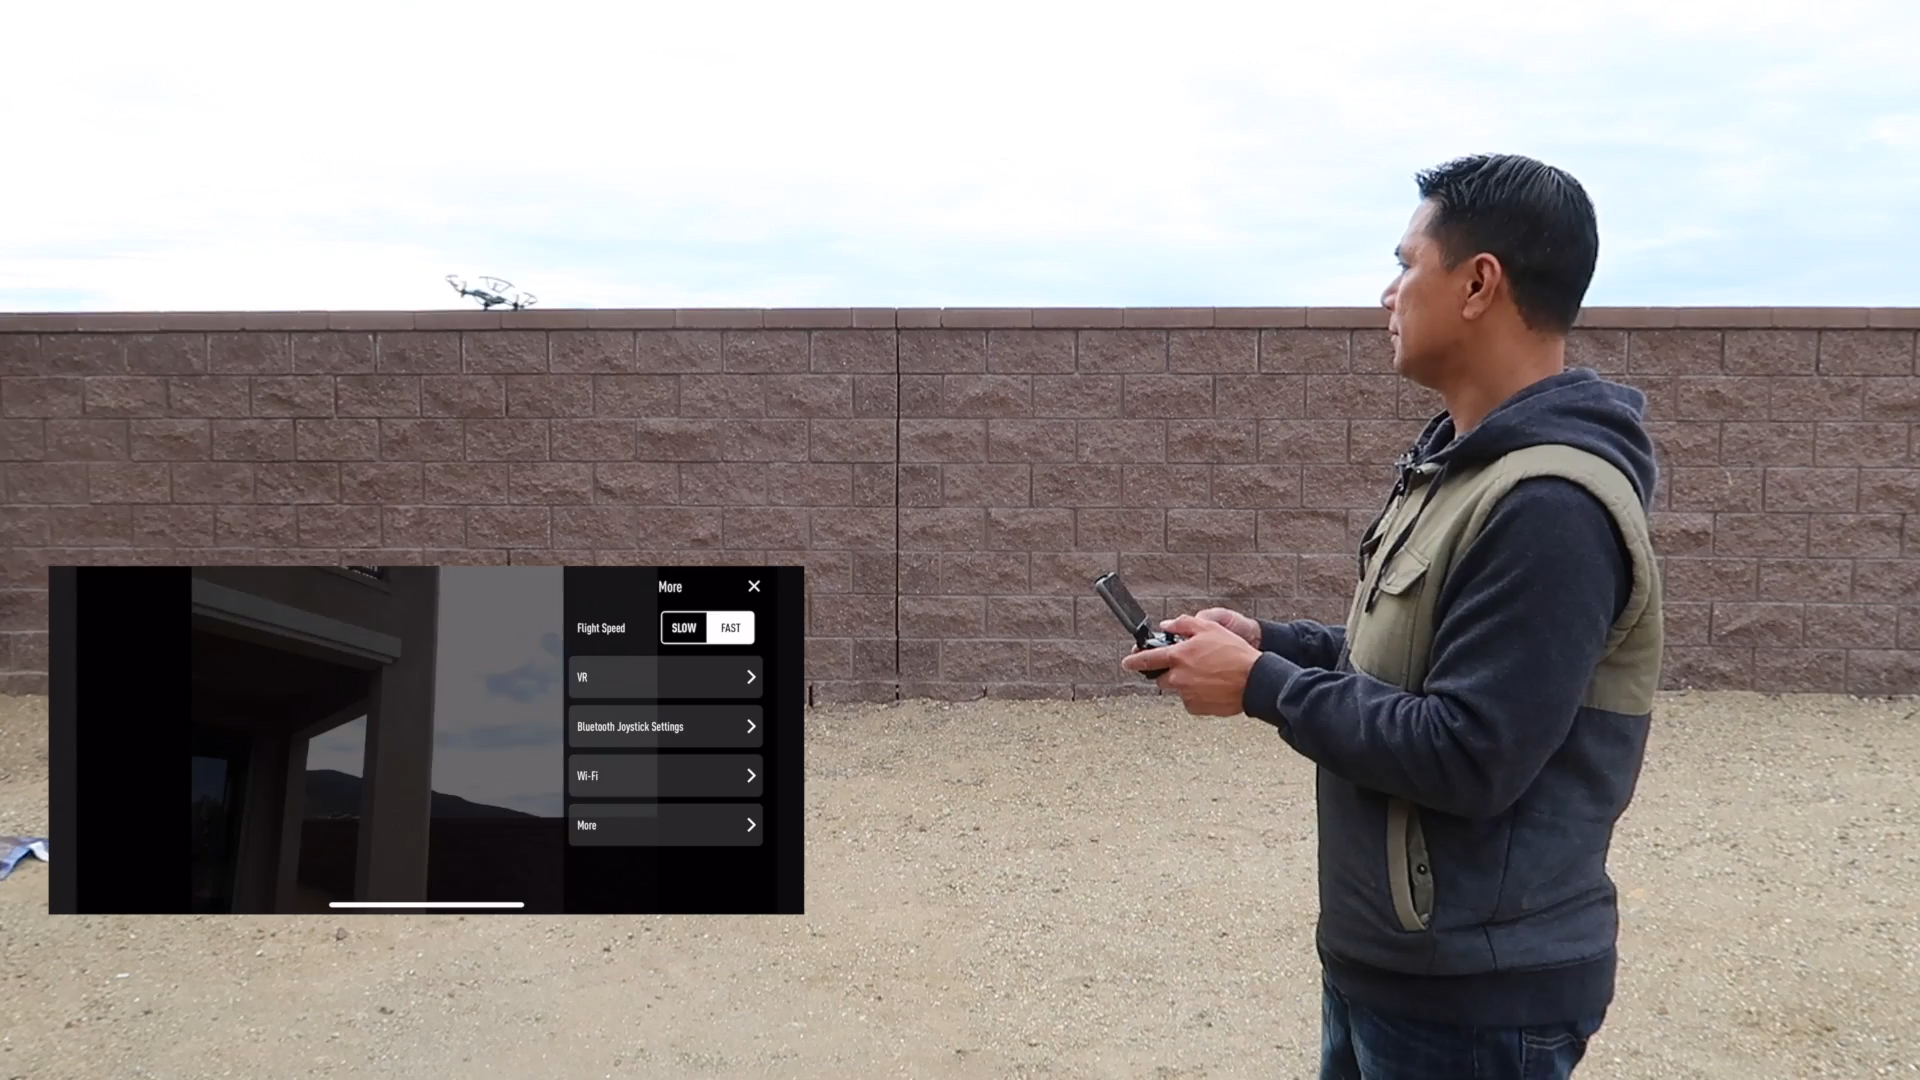 More
Flight Speed SLOW FAST
VR
Bluetooth Joystick Settings
Wi-Fi
More